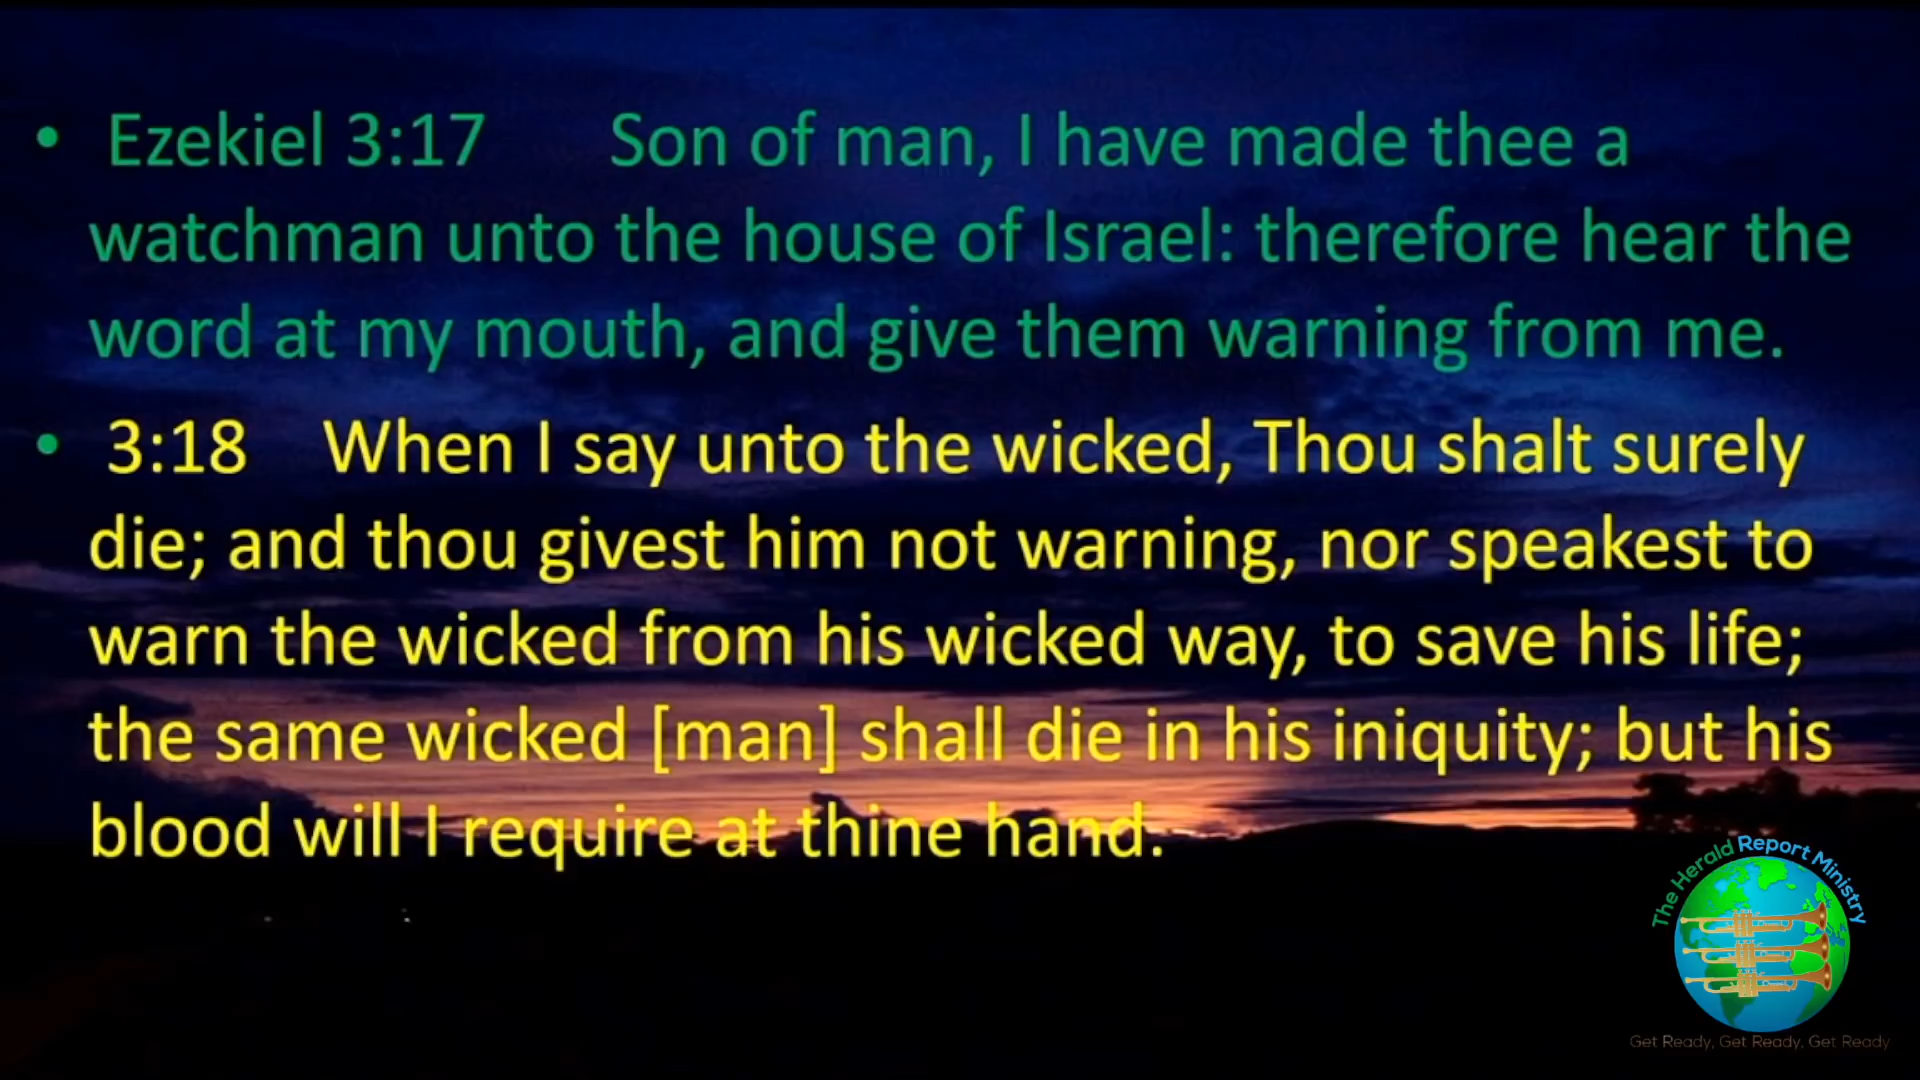 • Ezekiel 3:17 Son of man, I have made thee a
watchman unto the house of Israel: therefore hear the
word at my mouth, and give them warning from me.
• 3:18 When I say unto the wicked, Thou shalt surely
die; and thou givest him not warning, nor speakest to
warn the wicked from his wicked way, to save his life;
the same wicked [man] shall die in his iniquity; but his
blood will I require at thine hand.
The Herald Report Ministry
Get Ready, Get Ready, Get Ready